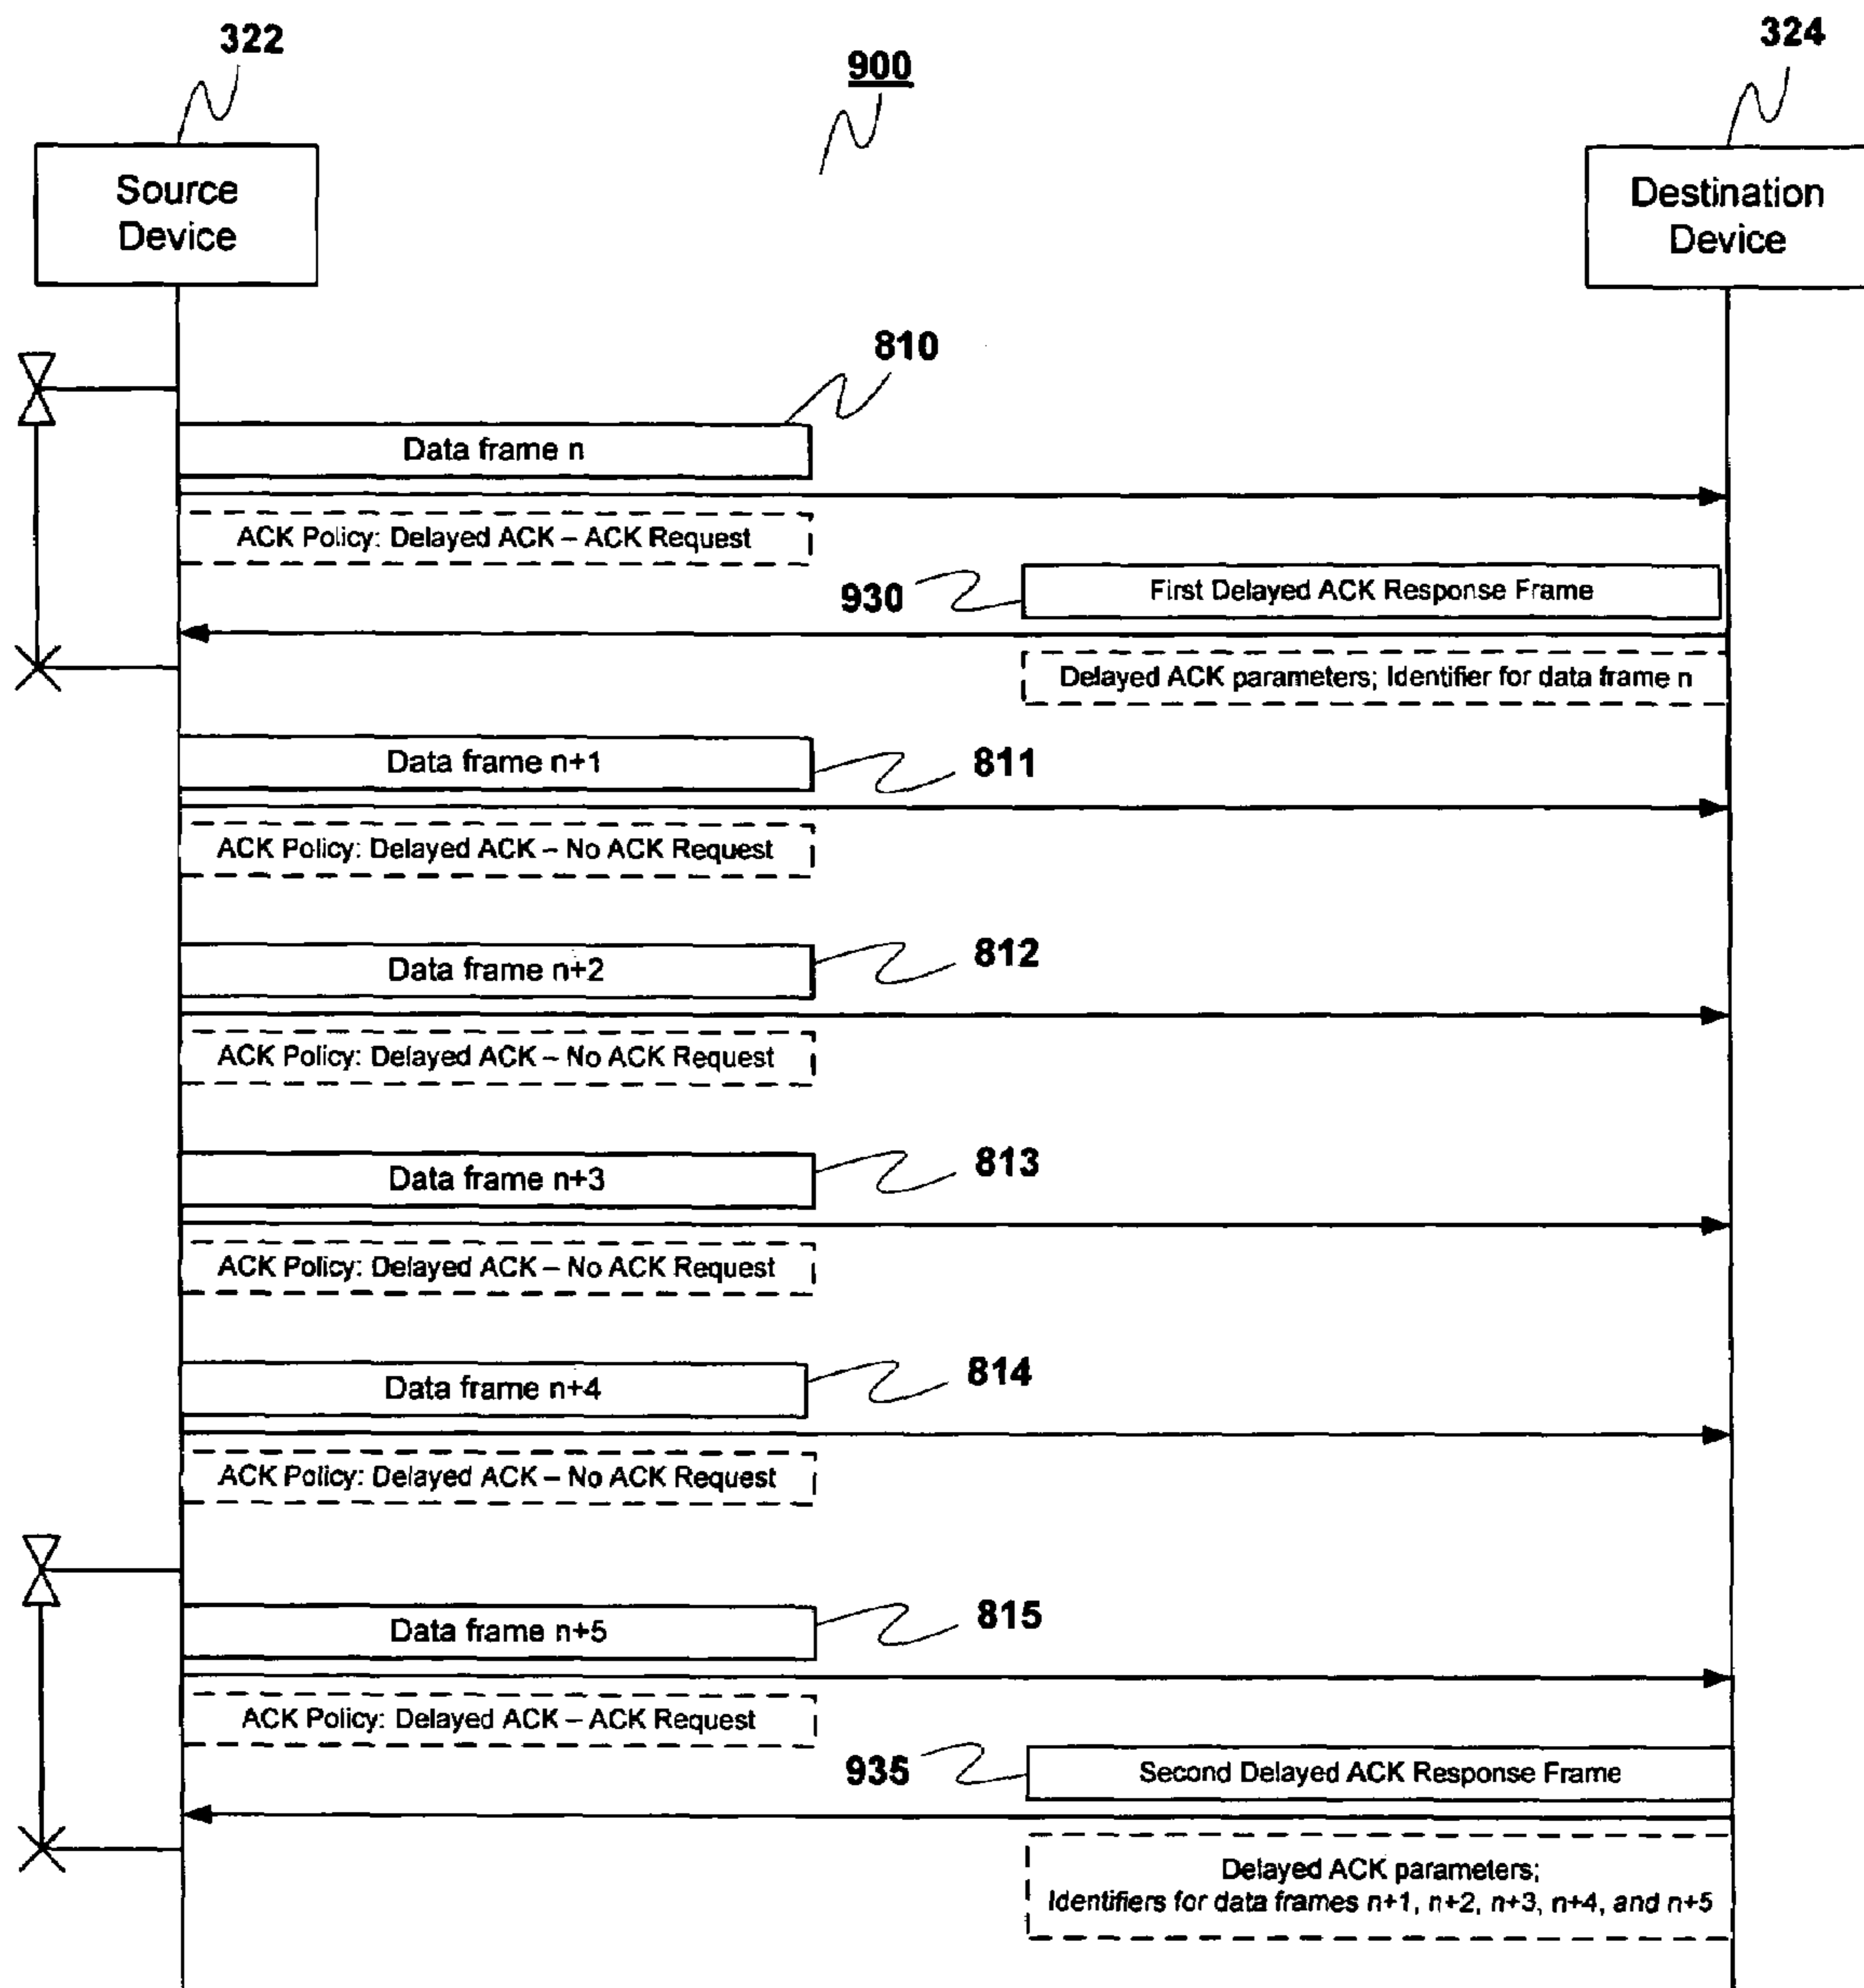 322
900
324
Source
Device
Destination
Device
810
Data frame n
ACK Policy: Delayed ACK – ACK Request
930
First Delayed ACK Response Frame
Delayed ACK parameters; Identifier for data frame n
Data frame n+1
811
ACK Policy: Delayed ACK – No ACK Request
Data frame n+2
812
ACK Policy: Delayed ACK – No ACK Request
Data frame n+3
813
ACK Policy: Delayed ACK – No ACK Request
Data frame n+4
814
ACK Policy: Delayed ACK – No ACK Request
Data frame n+5
815
ACK Policy: Delayed ACK – ACK Request
935
Second Delayed ACK Response Frame
Delayed ACK parameters;
Identifiers for data frames n+1, n+2, n+3, n+4, and n+5